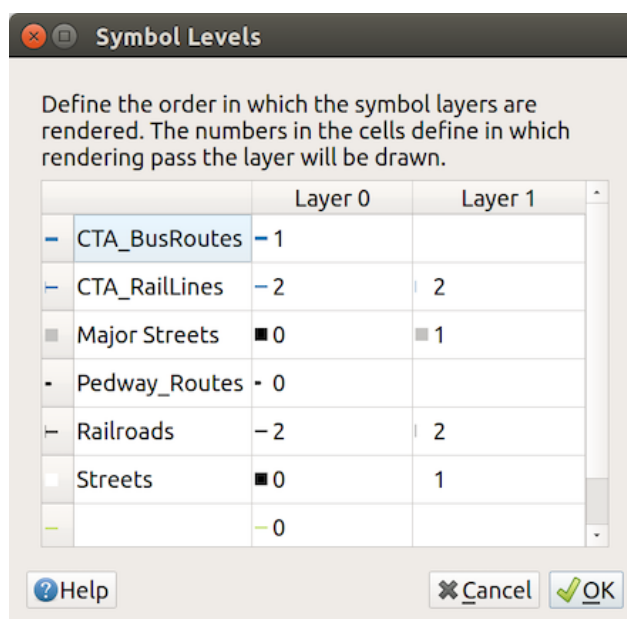 Symbol Levels
Define the order in which the symbol layers are
rendered. The numbers in the cells define in which
rendering pass the layer will be drawn.
Layer 0 Layer 1
CTA_BusRoutes 1
CTA_RailLines 2 2
Major Streets 0 1
Pedway_Routes 0
Railroads 2 2
Streets 0 1
0
Help Cancel OK